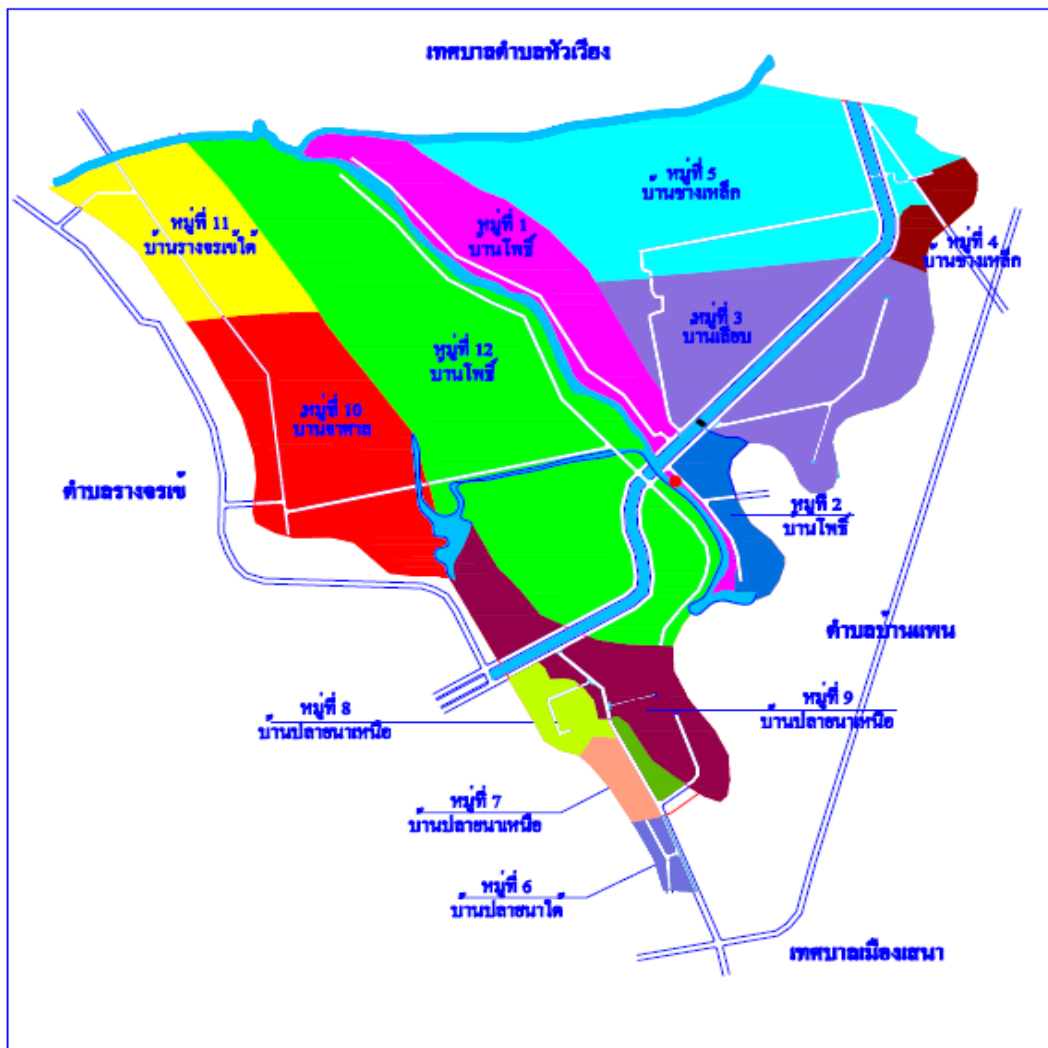 เทศบาลตำบลหัวเวียง
หมู่ที่ 5
บ้านช่างเหล็ก
หมู่ที่ 11
บ้านรางจรเข้ใต้
หมู่ที่ 1
บ้านโพธิ์
หมู่ที่ 4
บ้านช่างเหล็ก
หมู่ที่ 3
บ้านเลียบ
หมู่ที่ 12
บ้านโพธิ์
หมู่ที่ 10
ตำบลรางจรเข้
หมู่ที่ 2
บ้านโพธิ์
ตำบลบ้านแพน
หมู่ที่ 8
บ้านปลายนาเหนือ
หมู่ที่ 9
บ้านปลายนาเหนือ
หมู่ที่ 7
บ้านปลายนาเหนือ
หมู่ที่ 6
บ้านปลายนาใต้
เทศบาลเมืองเสนา